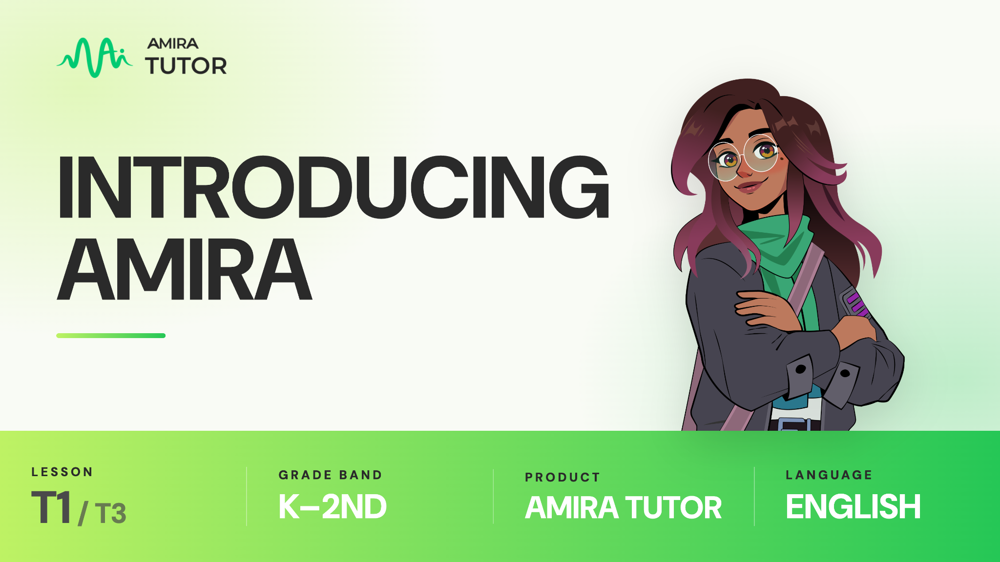 AMIRA
TUTOR
INTRODUCING
AMIRA
LESSON
T1 / T3
GRADE BAND
K–2ND
PRODUCT
AMIRA TUTOR
LANGUAGE
ENGLISH